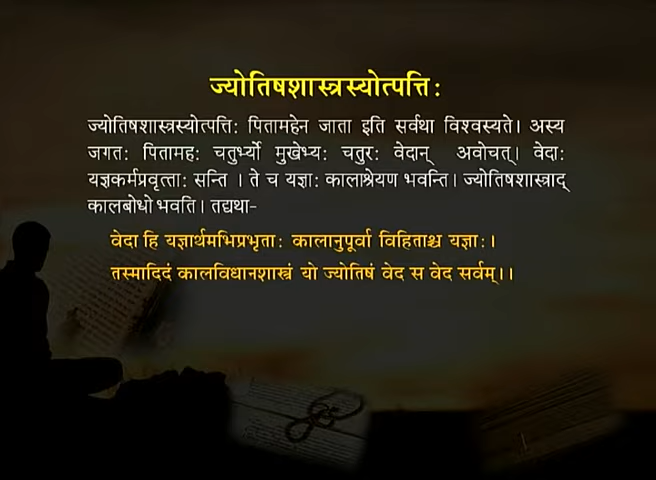 ज्योतिषशास्त्रस्योत्पत्ति:
ज्योतिषशास्त्रस्योत्पत्ति: पितामहेन जाता इति सर्वथा विश्वस्यते। अस्य
जगत: पितामह: चतुर्भ्यो मुखेभ्य: चतुर: वेदान् अवोचत्। वेदा:
यज्ञकर्मप्रवृत्ता: सन्ति । ते च यज्ञा: कालाश्रेयण भवन्ति। ज्योतिषशास्त्राद्
कालबोधो भवति। तद्यथा-
वेदा हि यज्ञार्थमभिप्रभृता: कालानुपूर्वा विहिताश्च यज्ञा:।
तस्मादिदं कालविधानशास्त्रं यो ज्योतिषं वेद स वेद सर्वम्।।